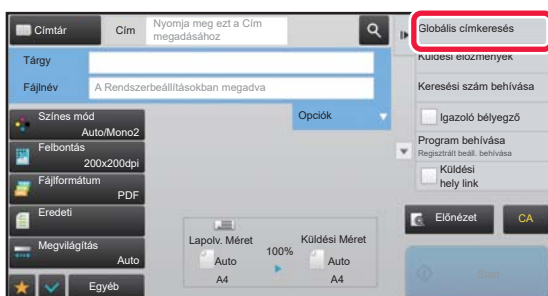 Címtár
Cím
Nyomja meg ezt a Cím
megadásához
Tárgy
Fájlnév
A Rendszerbeállításokban megadva
Opciók
Színes mód
Auto/Mono2
Felbontás
200x200dpi
Fájlformátum
PDF
Eredeti
Megvilágítás
Auto
Egyéb
Lapolv. Méret
Auto
A4
100%
Küldési Méret
Auto
A4
Globális címkeresés
Küldési előzmények
Keresési szám behívása
Igazoló bélyegző
Program behívása
Regisztrált beáll. behívása
Küldési
hely link
Előnézet
CA
Start